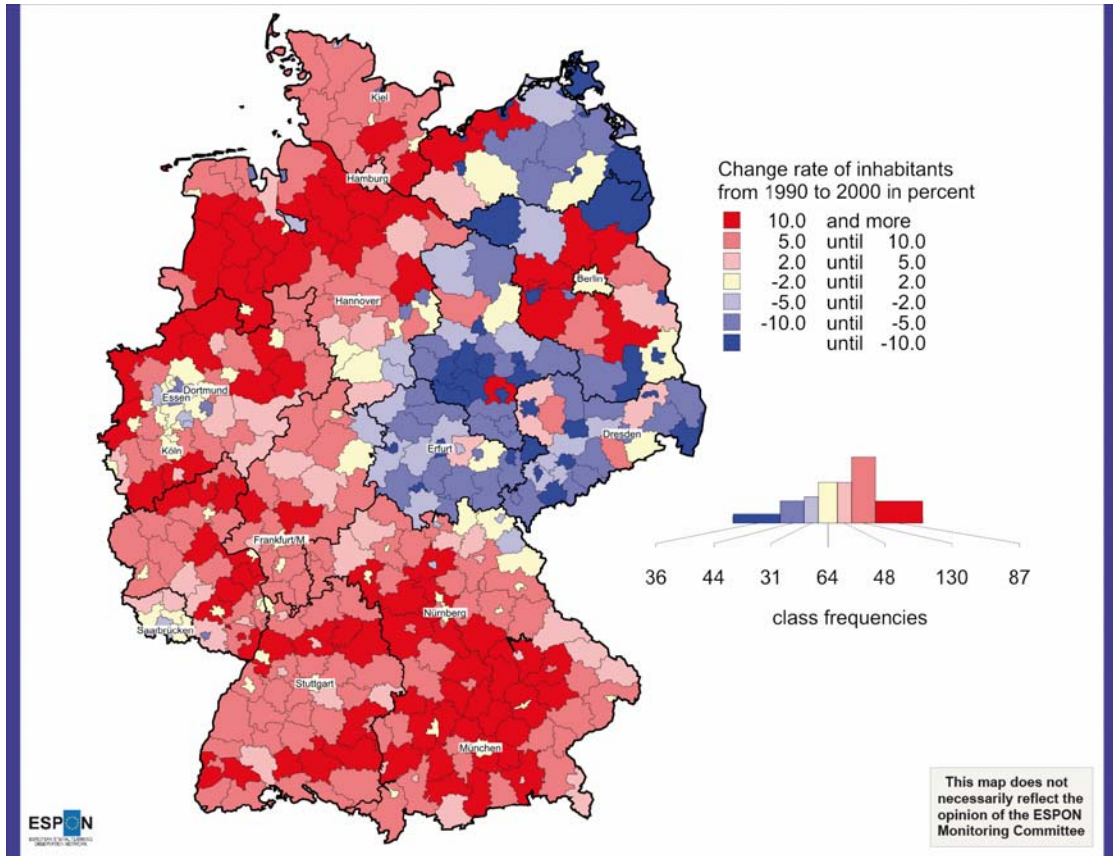 Kiel
Hamburg
Berlin
Hannover
Dortmund
Essen
Köln
Erfurt
Dresden
Frankfurt/M.
Nürnberg
Saarbrücken
Stuttgart
München
Change rate of inhabitants
from 1990 to 2000 in percent
10.0 and more
5.0 until 10.0
2.0 until 5.0
-2.0 until 2.0
-5.0 until -2.0
-10.0 until -5.0
until -10.0
36 44 31 64 48 130 87
class frequencies
This map does not
necessarily reflect the
opinion of the ESPON
Monitoring Committee
ESPON